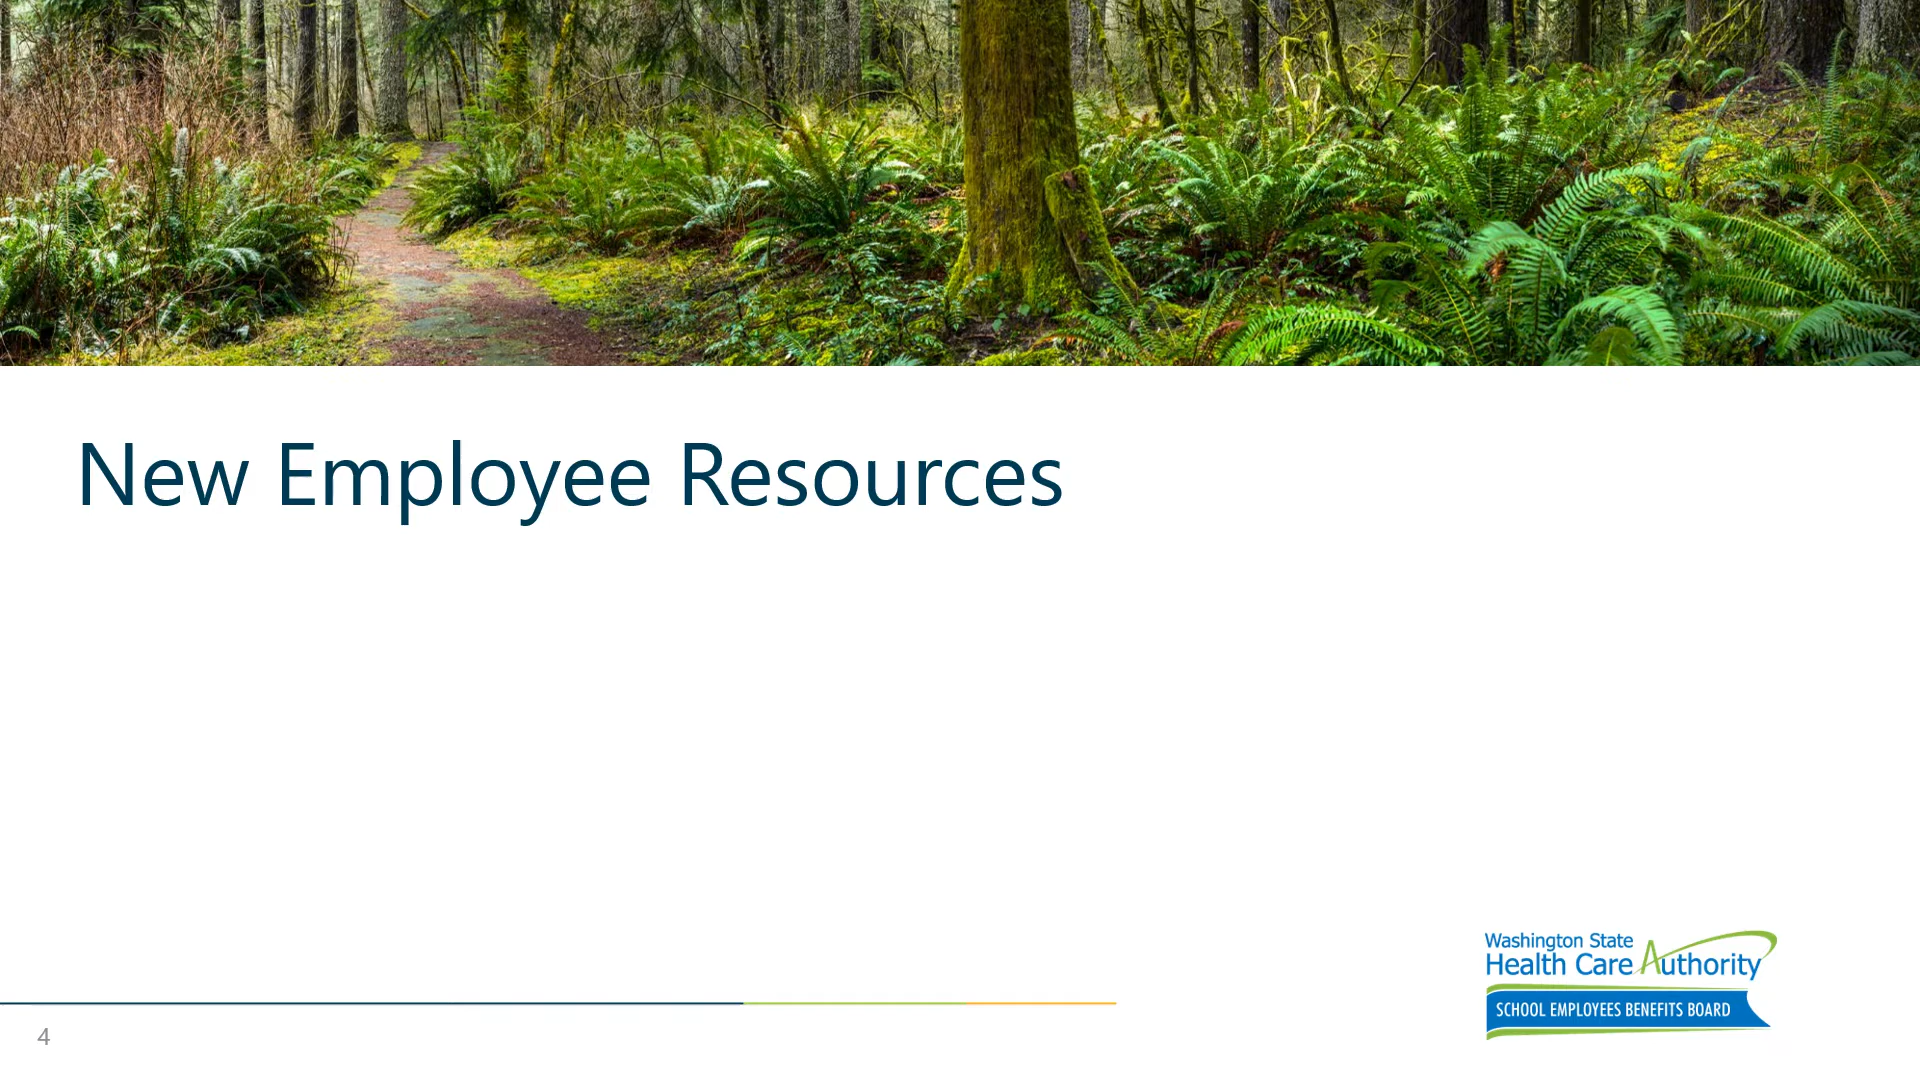 New Employee Resources
Washington State
Health Care Authority
SCHOOL EMPLOYEES BENEFITS BOARD
4